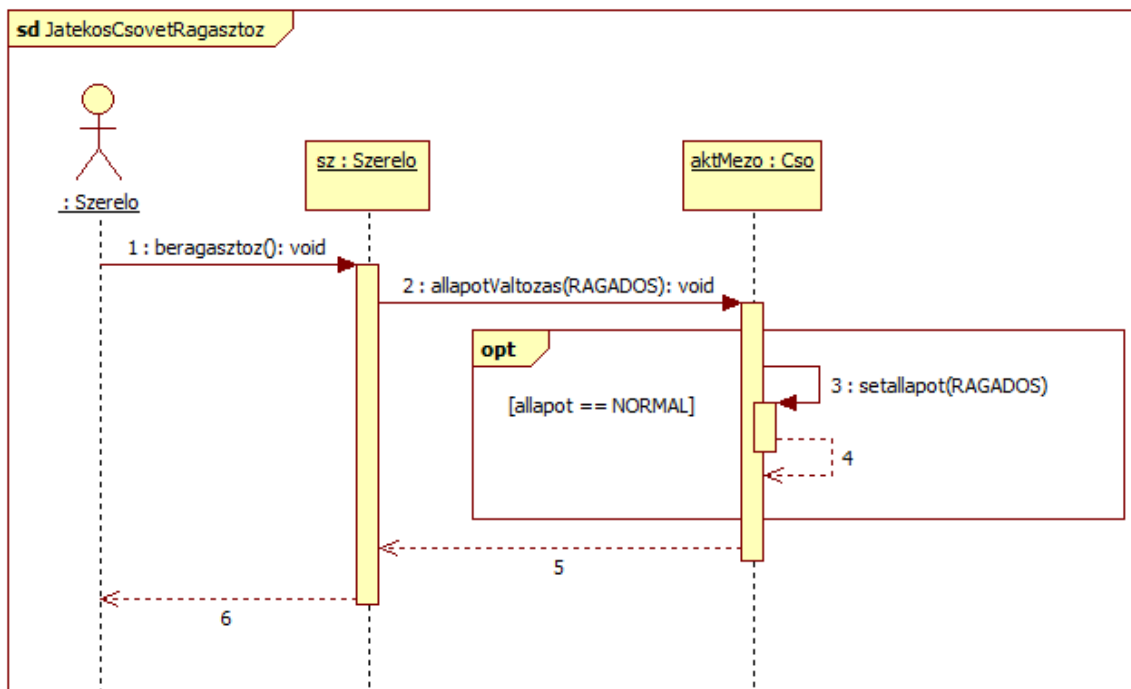 sd JatekosCsovetRagasztoz
sz : Szerelo
aktMezo : Cso
: Szerelo
1 : beragasztoz(): void
2 : allapotValtozas(RAGADOS): void
opt
3 : setallapot(RAGADOS)
[allapot == NORMAL]
4
5
6